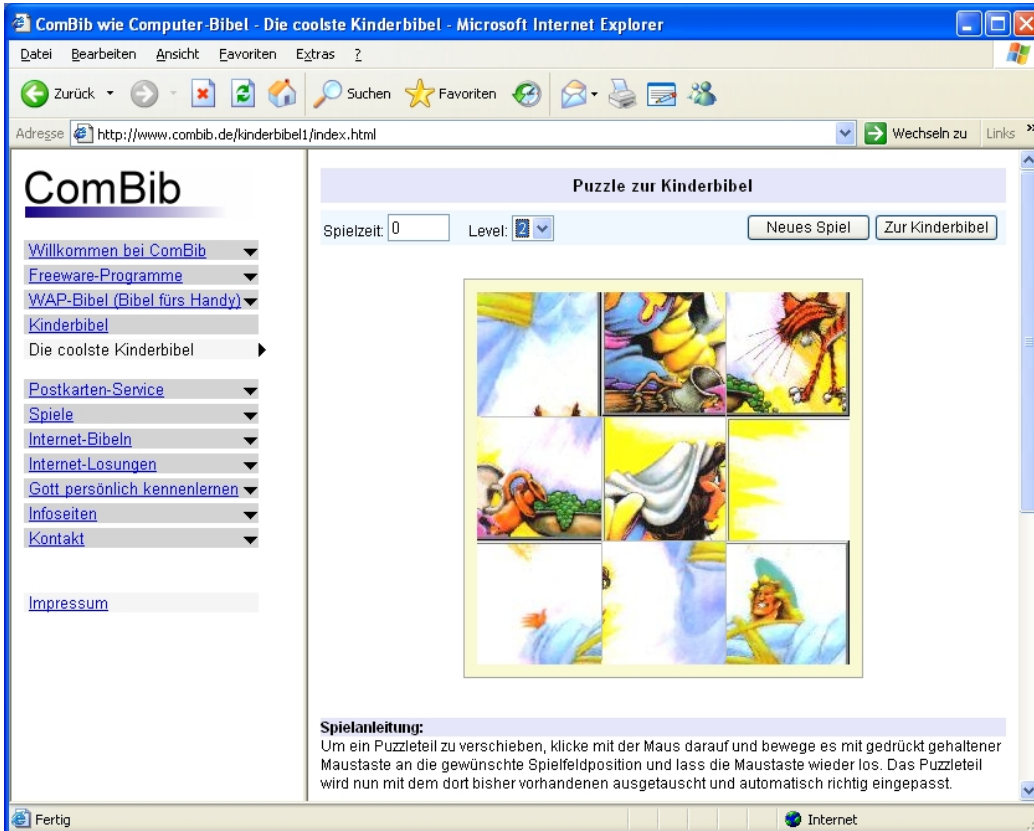 ComBib wie Computer-Bibel - Die coolste Kinderbibel - Microsoft Internet Explorer
Datei Bearbeiten Ansicht Favoriten Extras ?
Zurück Suchen Favoriten
Adresse http://www.combib.de/kinderbibel1/index.html Wechseln zu Links »
ComBib
Willkommen bei ComBib
Freeware-Programme
WAP-Bibel (Bibel fürs Handy)
Kinderbibel
Die coolste Kinderbibel
Postkarten-Service
Spiele
Internet-Bibeln
Internet-Losungen
Gott persönlich kennenlernen
Infoseiten
Kontakt
Impressum
Puzzle zur Kinderbibel
Spielzeit: 0 Level: 2 Neues Spiel Zur Kinderbibel
Spielanleitung:
Um ein Puzzleteil zu verschieben, klicke mit der Maus darauf und bewege es mit gedrückt gehaltener
Maustaste an die gewünschte Spielfeldposition und lass die Maustaste wieder los. Das Puzzleteil
wird nun mit dem dort bisher vorhandenen ausgetauscht und automatisch richtig eingepasst.
Fertig Internet